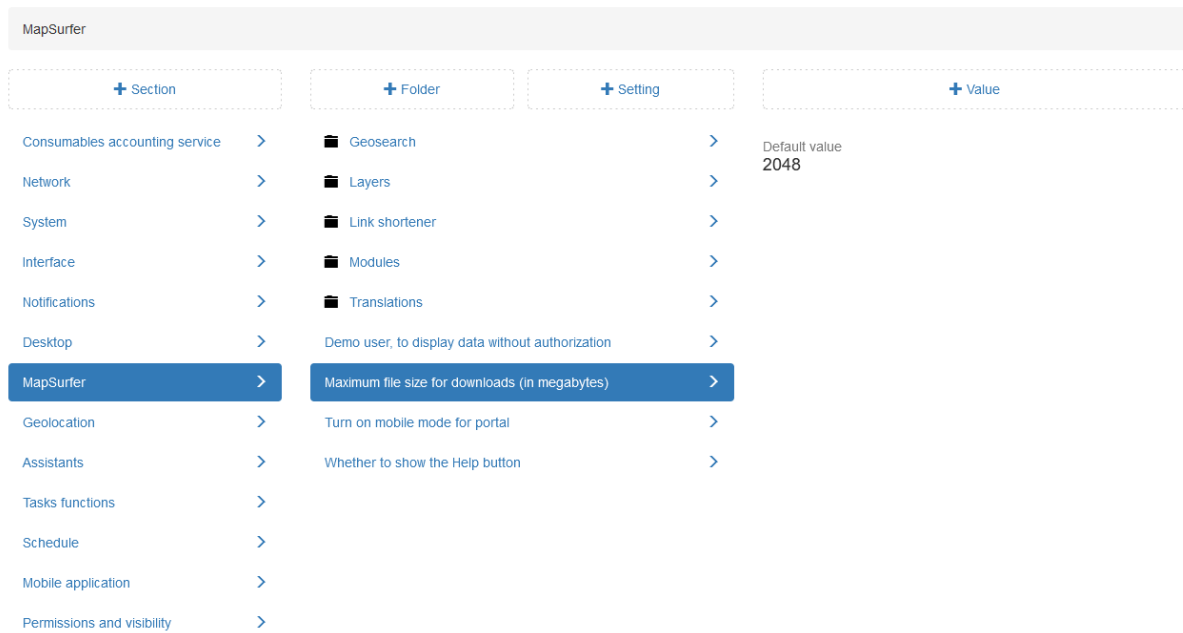 MapSurfer
Section
Folder
Setting
Value
Consumables accounting service
Network
System
Interface
Notifications
Desktop
MapSurfer
Geolocation
Assistants
Tasks functions
Schedule
Mobile application
Permissions and visibility
Geosearch
Layers
Link shortener
Modules
Translations
Demo user, to display data without authorization
Maximum file size for downloads (in megabytes)
Turn on mobile mode for portal
Whether to show the Help button
Default value
2048